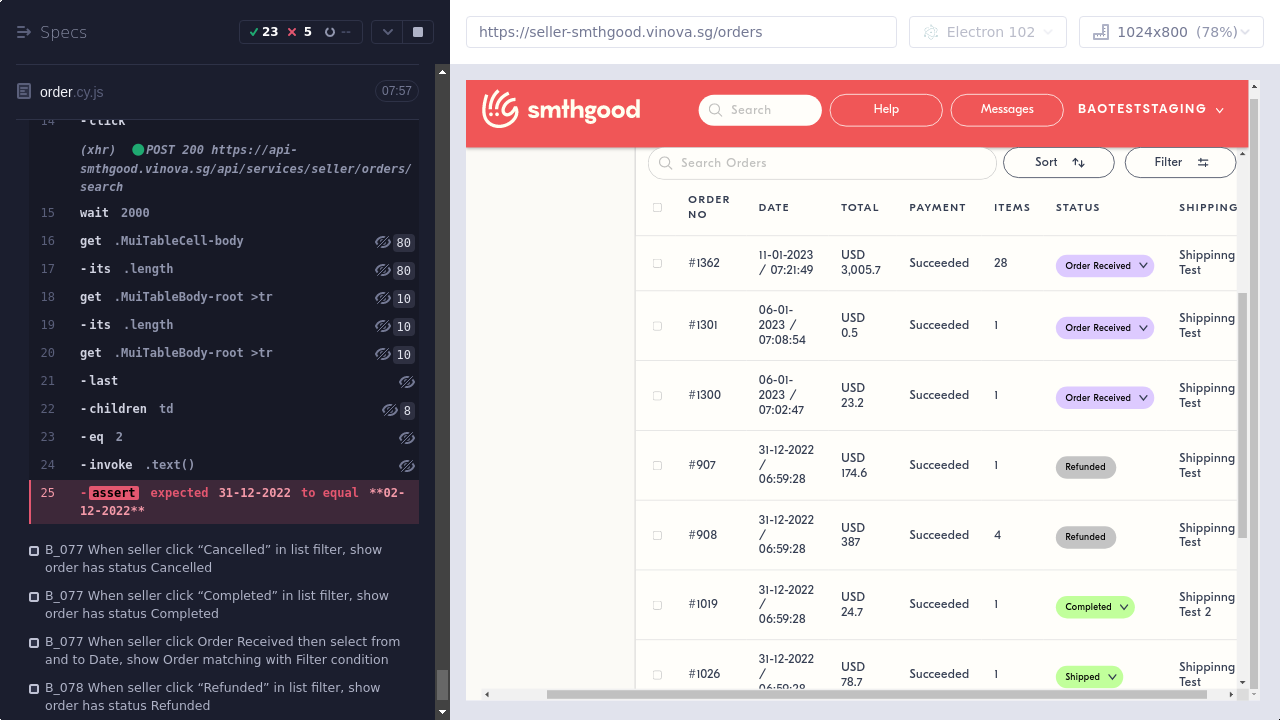 Specs
23 5 --
order.cy.js 07:57
14 -click
(xhr) POST 200 https://api-
smthgood.vinova.sg/api/services/seller/orders/
search
15 wait 2000
16 get .MuiTableCell-body 80
17 -its .length 80
18 get .MuiTableBody-root >tr 10
19 -its .length 10
20 get .MuiTableBody-root >tr 10
21 -last
22 -children td 8
23 -eq 2
24 -invoke .text()
25 -assert expected 31-12-2022 to equal **02-
12-2022**
B_077 When seller click “Cancelled” in list filter, show
order has status Cancelled
B_077 When seller click “Completed” in list filter, show
order has status Completed
B_077 When seller click Order Received then select from
and to Date, show Order matching with Filter condition
B_078 When seller click “Refunded” in list filter, show
order has status Refunded
https://seller-smthgood.vinova.sg/orders
Electron 102
1024x800 (78%)
smthgood
Search
Help
Messages
BAOTESTSTAGING
Search Orders
Sort
Filter
ORDER
NO
DATE TOTAL PAYMENT ITEMS STATUS SHIPPING
#1362
11-01-2023
/ 07:21:49
USD
3,005.7
Succeeded
28
Order Received
Shippinng
Test
#1301
06-01-
2023 /
07:08:54
USD
0.5
Succeeded
1
Order Received
Shippinng
Test
#1300
06-01-
2023 /
07:02:47
USD
23.2
Succeeded
1
Order Received
Shippinng
Test
#907
31-12-2022
/
06:59:28
USD
174.6
Succeeded
1
Refunded
Shippinng
Test
#908
31-12-2022
/
06:59:28
USD
387
Succeeded
4
Refunded
Shippinng
Test
#1019
31-12-2022
/
06:59:28
USD
24.7
Succeeded
1
Completed
Shippinng
Test 2
#1026
31-12-2022
/
06:59:28
USD
78.7
Succeeded
1
Shipped
Shippinng
Test